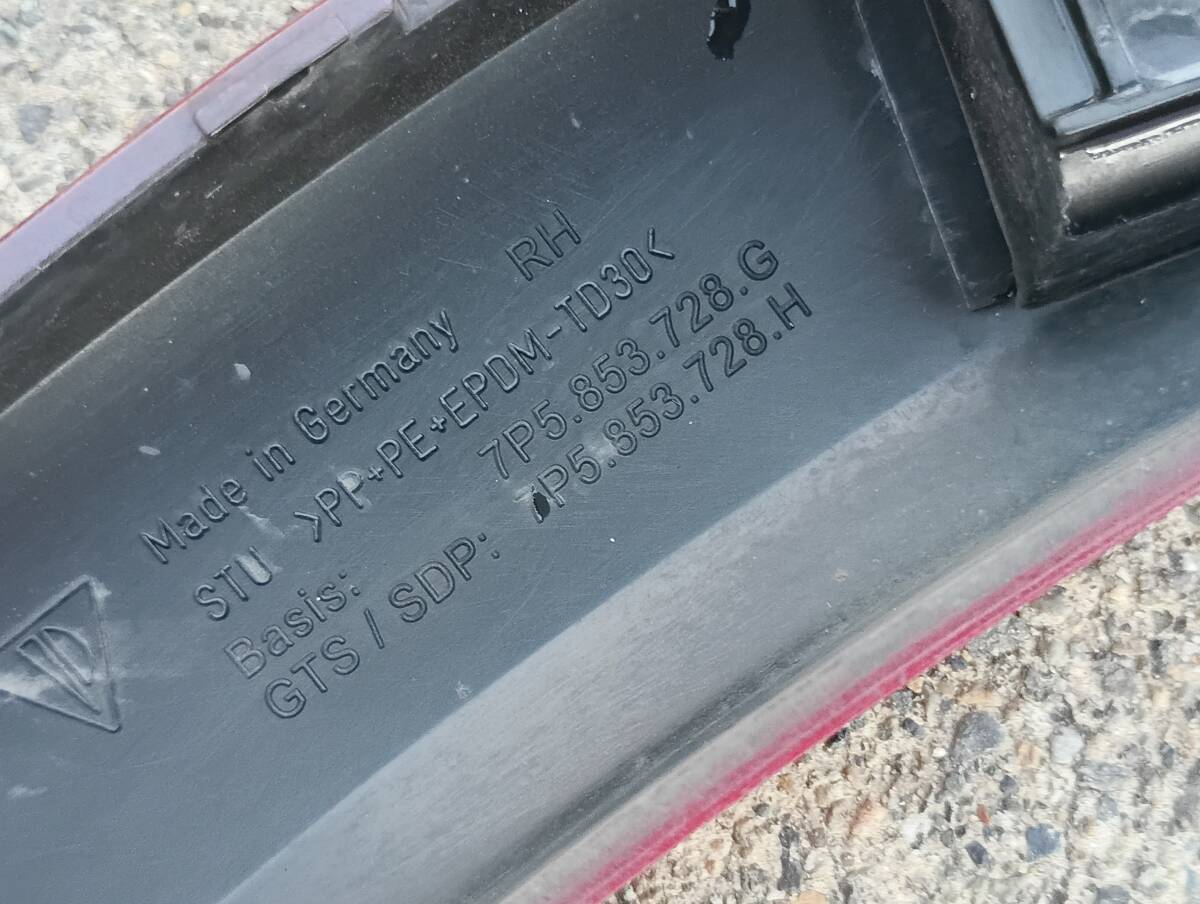 RH
Made in Germany
STU >PP+PE+EPDM-TD30<
Basis: 7P5.853.728.G
GTS / SDP: 7P5.853.728.H